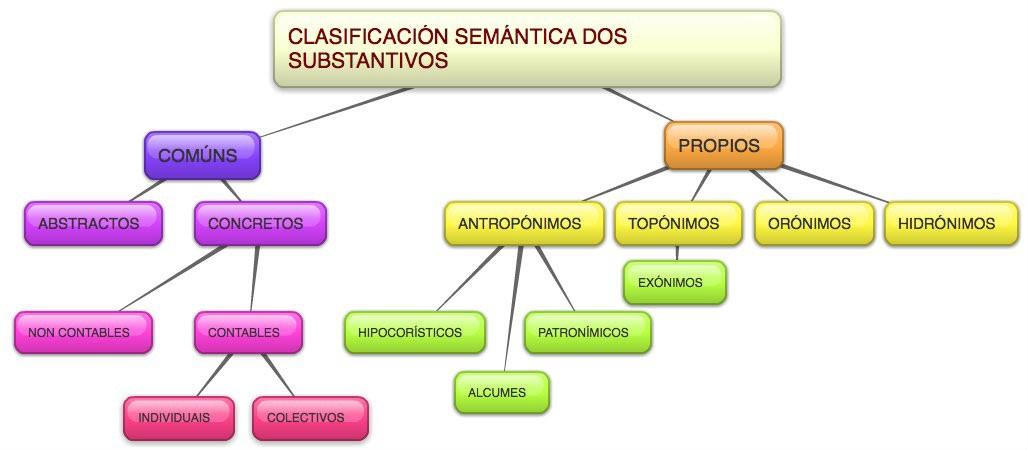 CLASIFICACIÓN SEMÁNTICA DOS
SUBSTANTIVOS
COMÚNS
PROPIOS
ABSTRACTOS
CONCRETOS
ANTROPÓNIMOS
TOPÓNIMOS
ORÓNIMOS
HIDRÓNIMOS
EXÓNIMOS
NON CONTABLES
CONTABLES
HIPOCORÍSTICOS
PATRONÍMICOS
ALCUMES
INDIVIDUAIS
COLECTIVOS